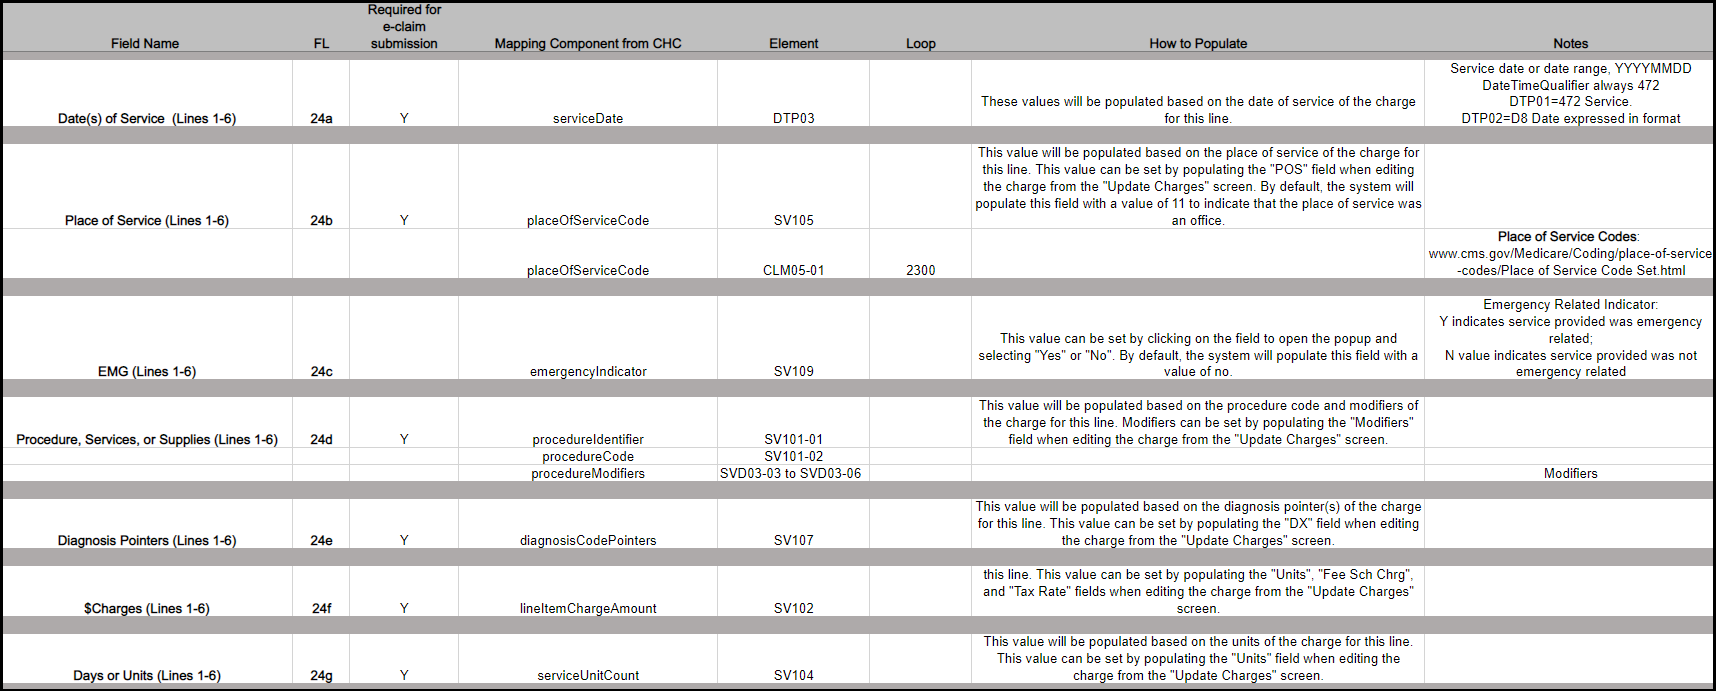 Required for
e-claim
Field Name FL submission Mapping Component from CHC Element Loop How to Populate Notes
Service date or date range, YYYYMMDD
DateTimeQualifier always 472
These values will be populated based on the date of service of the charge DTP01=472 Service.
Date(s) of Service (Lines 1-6) 24a Y serviceDate DTP03 for this line. DTP02=D8 Date expressed in format
This value will be populated based on the place of service of the charge for
this line. This value can be set by populating the "POS" field when editing
the charge from the "Update Charges" screen. By default, the system will
populate this field with a value of 11 to indicate that the place of service was
Place of Service (Lines 1-6) 24b Y placeOfServiceCode SV105 an office.
Place of Service Codes:
www.cms.gov/Medicare/Coding/place-of-service
placeOfServiceCode CLM05-01 2300 -codes/Place of Service Code Set.html
Emergency Related Indicator:
Y indicates service provided was emergency
This value can be set by clicking on the field to open the popup and related;
selecting "Yes" or "No". By default, the system will populate this field with a N value indicates service provided was not
EMG (Lines 1-6) 24c emergencyIndicator SV109 value of no. emergency related
This value will be populated based on the procedure code and modifiers of
the charge for this line. Modifiers can be set by populating the "Modifiers"
Procedure, Services, or Supplies (Lines 1-6) 24d Y procedureIdentifier SV101-01 field when editing the charge from the "Update Charges" screen.
procedureCode SV101-02
procedureModifiers SVD03-03 to SVD03-06 Modifiers
This value will be populated based on the diagnosis pointer(s) of the charge
for this line. This value can be set by populating the "DX" field when editing
Diagnosis Pointers (Lines 1-6) 24e Y diagnosisCodePointers SV107 the charge from the "Update Charges" screen.
this line. This value can be set by populating the "Units", "Fee Sch Chrg",
and "Tax Rate" fields when editing the charge from the "Update Charges"
$Charges (Lines 1-6) 24f Y lineItemChargeAmount SV102 screen.
This value will be populated based on the units of the charge for this line.
This value can be set by populating the "Units" field when editing the
Days or Units (Lines 1-6) 24g Y serviceUnitCount SV104 charge from the "Update Charges" screen.